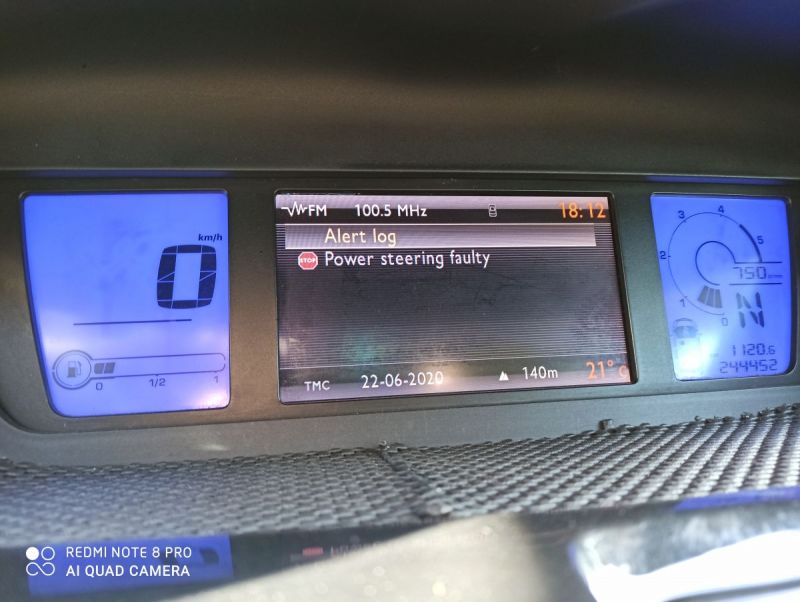 FM 100.5 MHz 18:12
Alert log
STOP Power steering faulty
TMC 22-06-2020 140m 21° C
km/h
0
0 1/2 1
3 4
2 5
750
1 0 N
1120.6
244452
REDMI NOTE 8 PRO
AI QUAD CAMERA